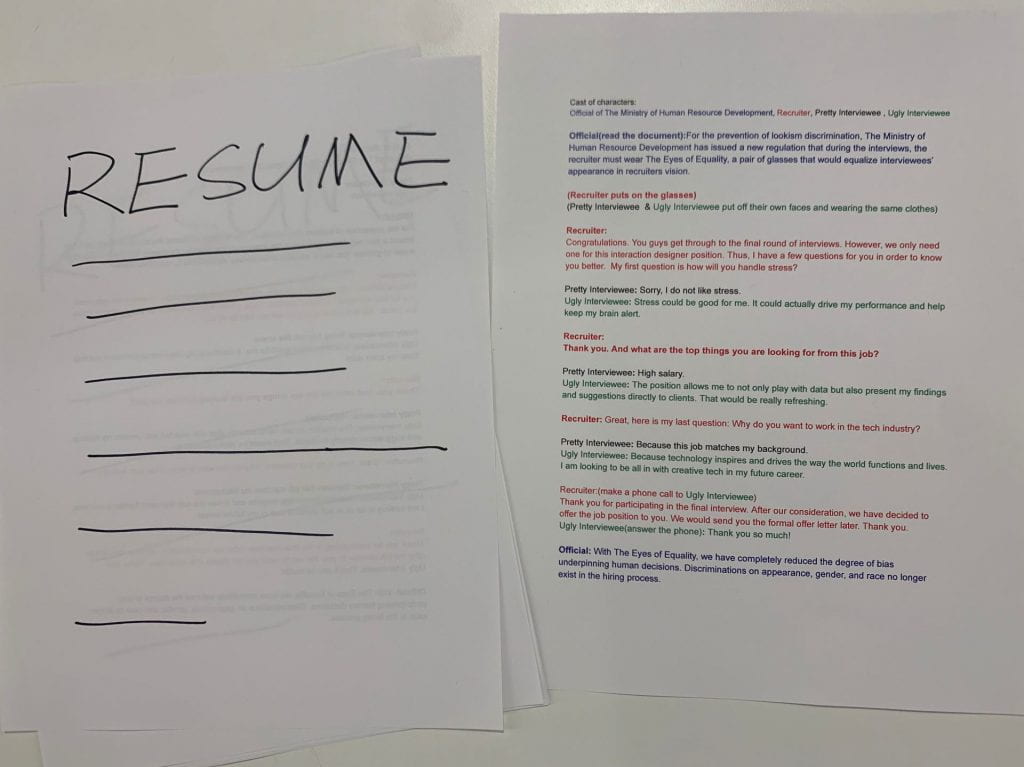 RESUME
Cast of characters:
Official of The Ministry of Human Resource Development, Recruiter, Pretty Interviewee , Ugly Interviewee
Official(read the document):For the prevention of lookism discrimination, The Ministry of
Human Resource Development has issued a new regulation that during the interviews, the
recruiter must wear The Eyes of Equality, a pair of glasses that would equalize interviewees'
appearance in recruiters vision.
(Recruiter puts on the glasses)
(Pretty Interviewee & Ugly Interviewee put off their own faces and wearing the same clothes)
Recruiter:
Congratulations. You guys get through to the final round of interviews. However, we only need
one for this interaction designer position. Thus, I have a few questions for you in order to know
you better. My first question is how will you handle stress?
Pretty Interviewee: Sorry, I do not like stress.
Ugly Interviewee: Stress could be good for me. It could actually drive my performance and help
keep my brain alert.
Recruiter:
Thank you. And what are the top things you are looking for from this job?
Pretty Interviewee: High salary.
Ugly Interviewee: The position allows me to not only play with data but also present my findings
and suggestions directly to clients. That would be really refreshing.
Recruiter: Great, here is my last question: Why do you want to work in the tech industry?
Pretty Interviewee: Because this job matches my background.
Ugly Interviewee: Because technology inspires and drives the way the world functions and lives.
I am looking to be all in with creative tech in my future career.
Recruiter:(make a phone call to Ugly Interviewee)
Thank you for participating in the final interview. After our consideration, we have decided to
offer the job position to you. We would send you the formal offer letter later. Thank you.
Ugly Interviewee(answer the phone): Thank you so much!
Official: With The Eyes of Equality, we have completely reduced the degree of bias
underpinning human decisions. Discriminations on appearance, gender, and race no longer
exist in the hiring process.